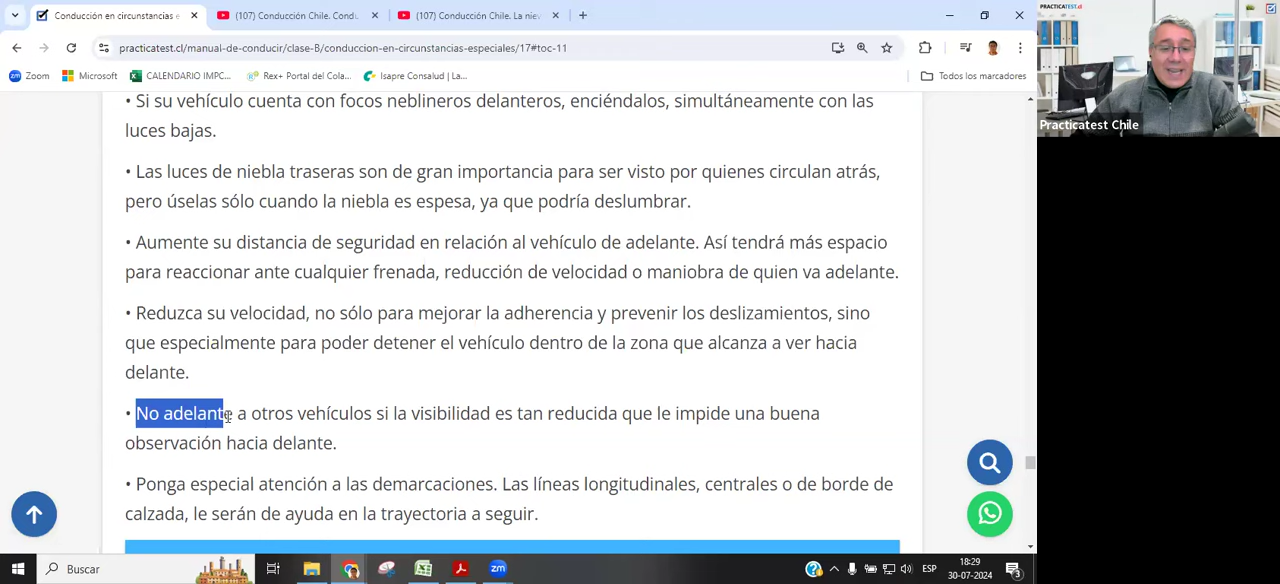 Conducción en circunstancias e
(107) Conducción Chile. Conduc
(107) Conducción Chile. La nieb
practicatest.cl/manual-de-conducir/clase-b/conduccion-en-circunstancias-especiales/17#toc-11
Zoom
Microsoft
CALENDARIO IMPC...
Rex+ Portal del Cola...
Isapre Consalud |...
Todos los marcadores
PRACTICATEST.cl
• Si su vehículo cuenta con focos neblineros delanteros, enciéndalos, simultáneamente con las
luces bajas.
• Las luces de niebla traseras son de gran importancia para ser visto por quienes circulan atrás,
pero úselas sólo cuando la niebla es espesa, ya que podría deslumbrar.
• Aumente su distancia de seguridad en relación al vehículo de adelante. Así tendrá más espacio
para reaccionar ante cualquier frenada, reducción de velocidad o maniobra de quien va adelante.
• Reduzca su velocidad, no sólo para mejorar la adherencia y prevenir los deslizamientos, sino
que especialmente para poder detener el vehículo dentro de la zona que alcanza a ver hacia
delante.
• No adelante a otros vehículos si la visibilidad es tan reducida que le impide una buena
observación hacia delante.
• Ponga especial atención a las demarcaciones. Las líneas longitudinales, centrales o de borde de
calzada, le serán de ayuda en la trayectoria a seguir.
Practicatest Chile
Buscar
zm
ESP
18:29
30-07-2024
3